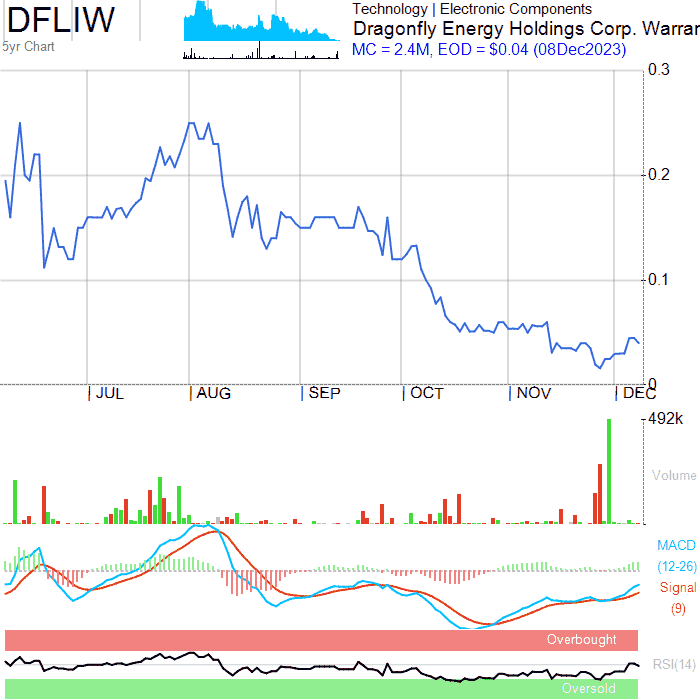 DFLIW
5yr Chart
Technology | Electronic Components
Dragonfly Energy Holdings Corp. Warran
MC = 2.4M, EOD = $0.04 (08Dec2023)
0.3
0.2
0.1
0
JUL AUG SEP OCT NOV DEC
492k
Volume
MACD
(12-26)
Signal
(9)
Overbought
RSI(14)
Oversold